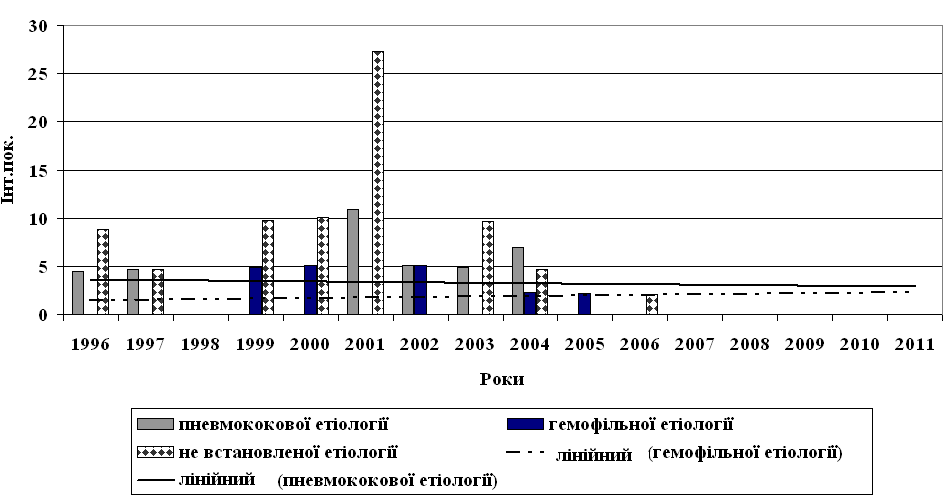 30
25
20
15
10
5
0
Інт.пок.
1996 1997 1998 1999 2000 2001 2002 2003 2004 2005 2006 2007 2008 2009 2010 2011
Роки
пневмококової етіології гемофільної етіології
не встановленої етіології лінійний (гемофільної етіології)
лінійний (пневмококової етіології)